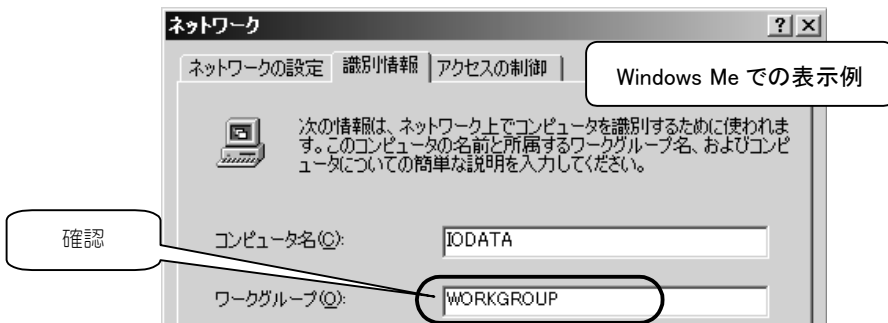 ネットワーク
ネットワークの設定 識別情報 アクセスの制御
Windows Me での表示例
次の情報は、ネットワーク上でコンピュータを識別するために使われま
す。このコンピュータの名前と所属するワークグループ名、およびコンピ
ュータについての簡単な説明を入力してください。
確認
コンピュータ名(C): IODATA
ワークグループ(O): WORKGROUP